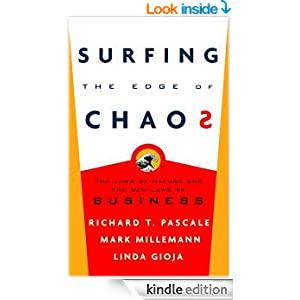 Look inside
SURFING
THE EDGE OF
CHAOS
THE LAWS OF NATURE AND
THE NEW LAWS OF
BUSINESS
RICHARD T. PASCALE
MARK MILLEMANN
LINDA GIOJA
kindle edition